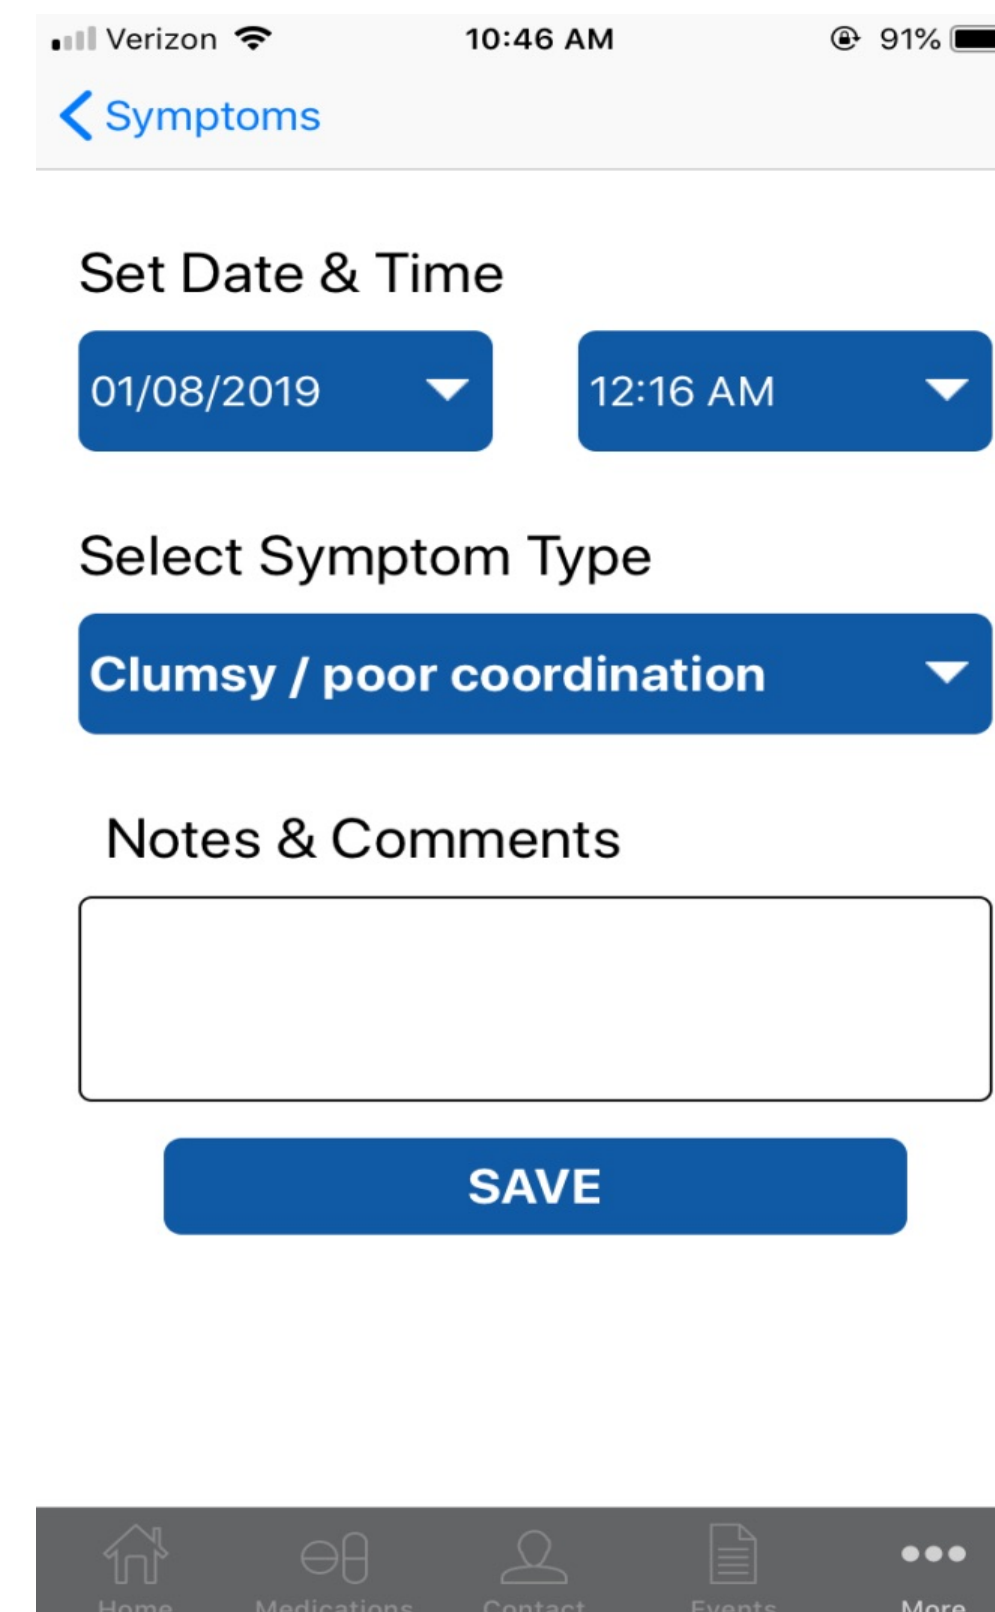 Verizon 10:46 AM 91%
Symptoms
Set Date & Time
01/08/2019 12:16 AM
Select Symptom Type
Clumsy / poor coordination
Notes & Comments
SAVE
Home Medications Contact Events More